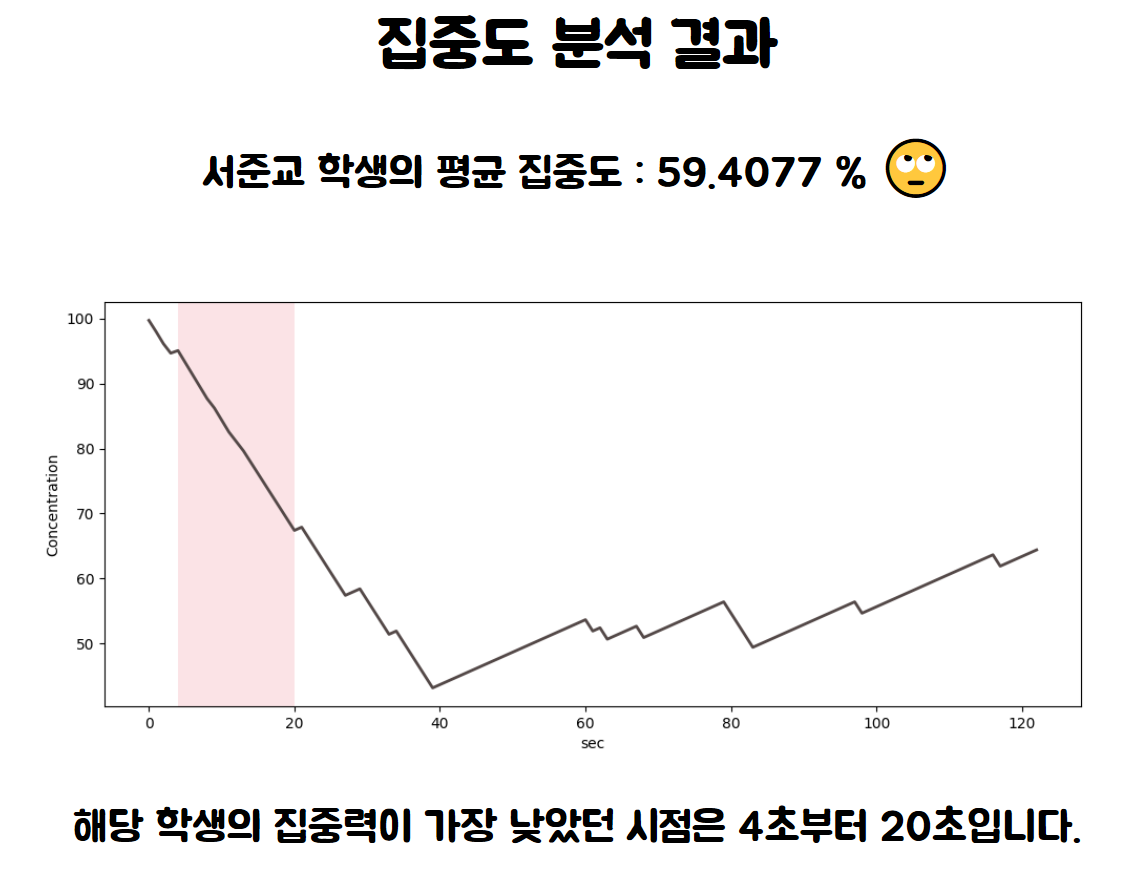 집중도 분석 결과
서준교 학생의 평균 집중도 : 59.4077 %
100
90
80
70
60
50
Concentration
0 20 40 60 80 100 120
sec
해당 학생의 집중력이 가장 낮았던 시점은 4초부터 20초입니다.